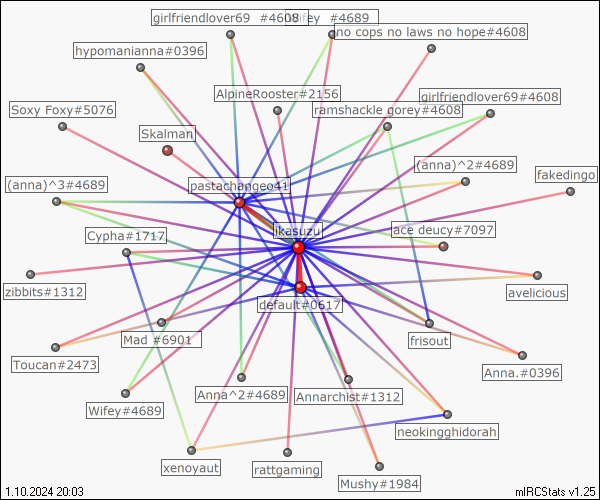 girlfriendlover69 #4608
Wifey #4689
no cops no laws no hope#4608
hypomanianna#0396
AlpineRooster#2156
girlfriendlover69#4608
Soxy Foxy#5076
ramshackle gorey#4608
Skalman
(anna)^2#4689
fakedingo
(anna)^3#4689
pastachangeo41
Cypha#1717
ikasuzu
ace deucy#7097
zibbits#1312
default#0617
avelicious
Mad #6901
frisout
Toucan#2473
Anna.#0396
Anna^2#4689
Annarchist#1312
Wifey#4689
neokingghidorah
xenoyaut
rattgaming
Mushy#1984
1.10.2024 20:03
mIRCStats v1.25